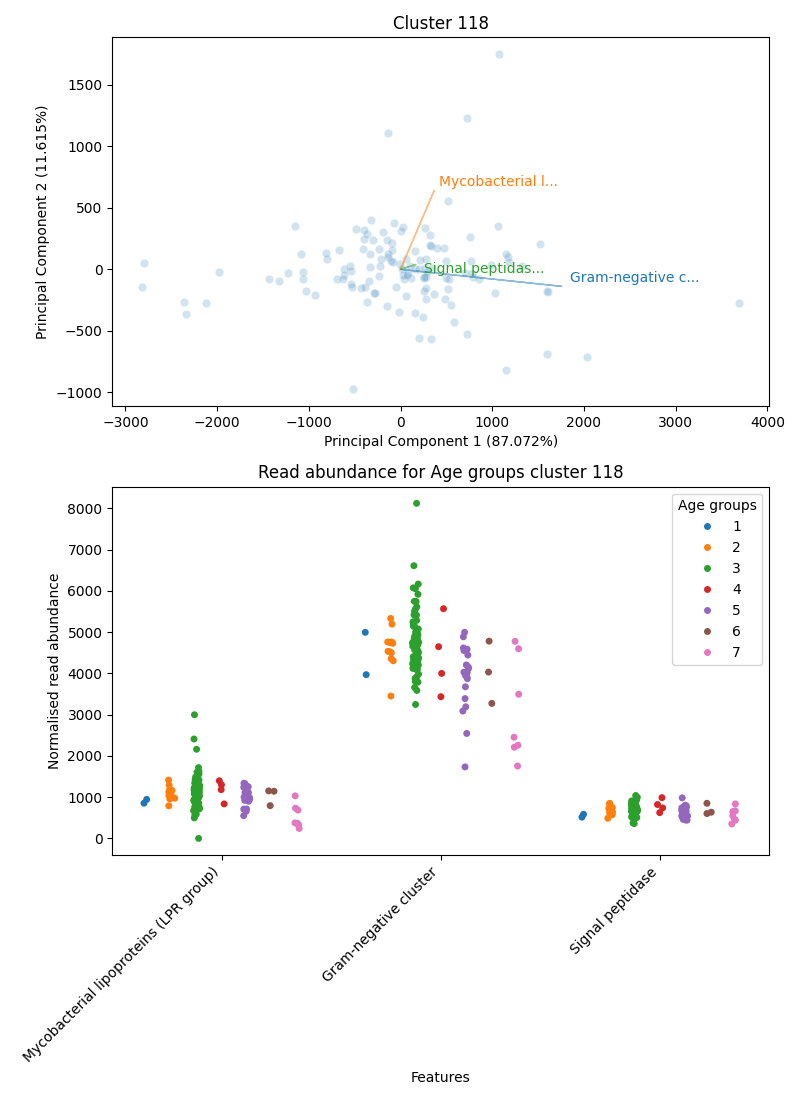 Cluster 118
1500
1000
500
0
−500
−1000
Principal Component 2 (11.615%)
Mycobacterial l...
Signal peptidas...
Gram-negative c...
−3000
−2000
−1000
0
1000
2000
3000
4000
Principal Component 1 (87.072%)
Read abundance for Age groups cluster 118
8000
7000
6000
5000
4000
3000
2000
1000
0
Normalised read abundance
Age groups
1
2
3
4
5
6
7
Mycobacterial lipoproteins (LPR group)
Gram-negative cluster
Signal peptidase
Features